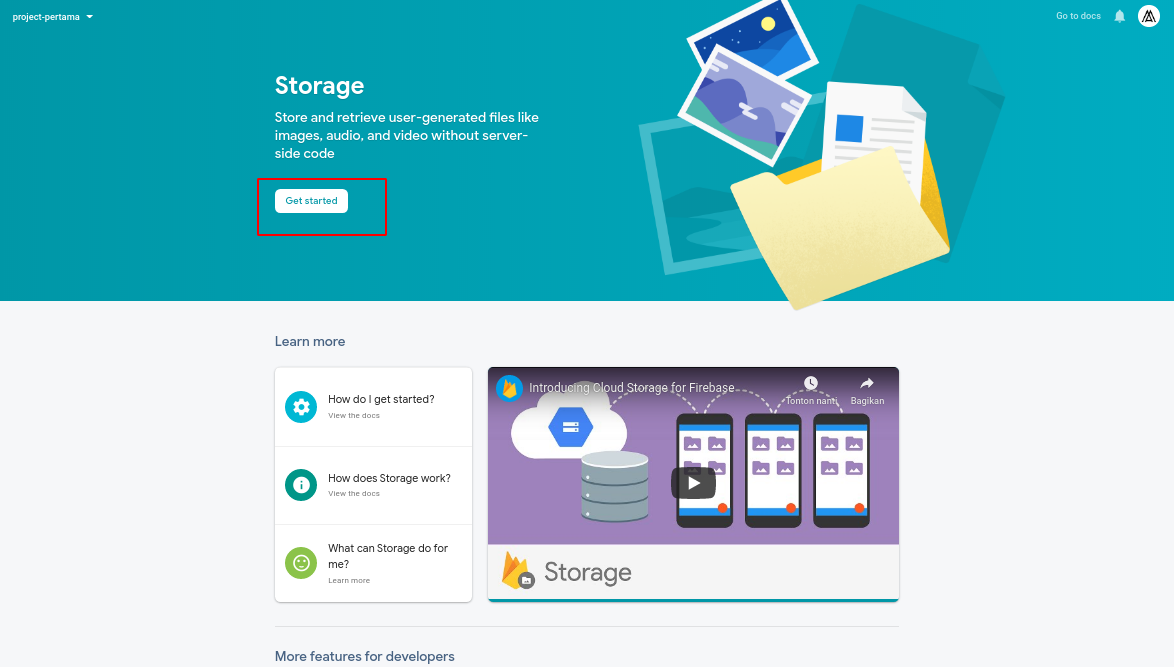 project-pertama
Go to docs
Storage
Store and retrieve user-generated files like
images, audio, and video without server-
side code
Get started
Learn more
How do I get started?
View the docs
How does Storage work?
View the docs
What can Storage do for
me?
Learn more
Introducing Cloud Storage for Firebase
Tonton nanti
Bagikan
Storage
More features for developers